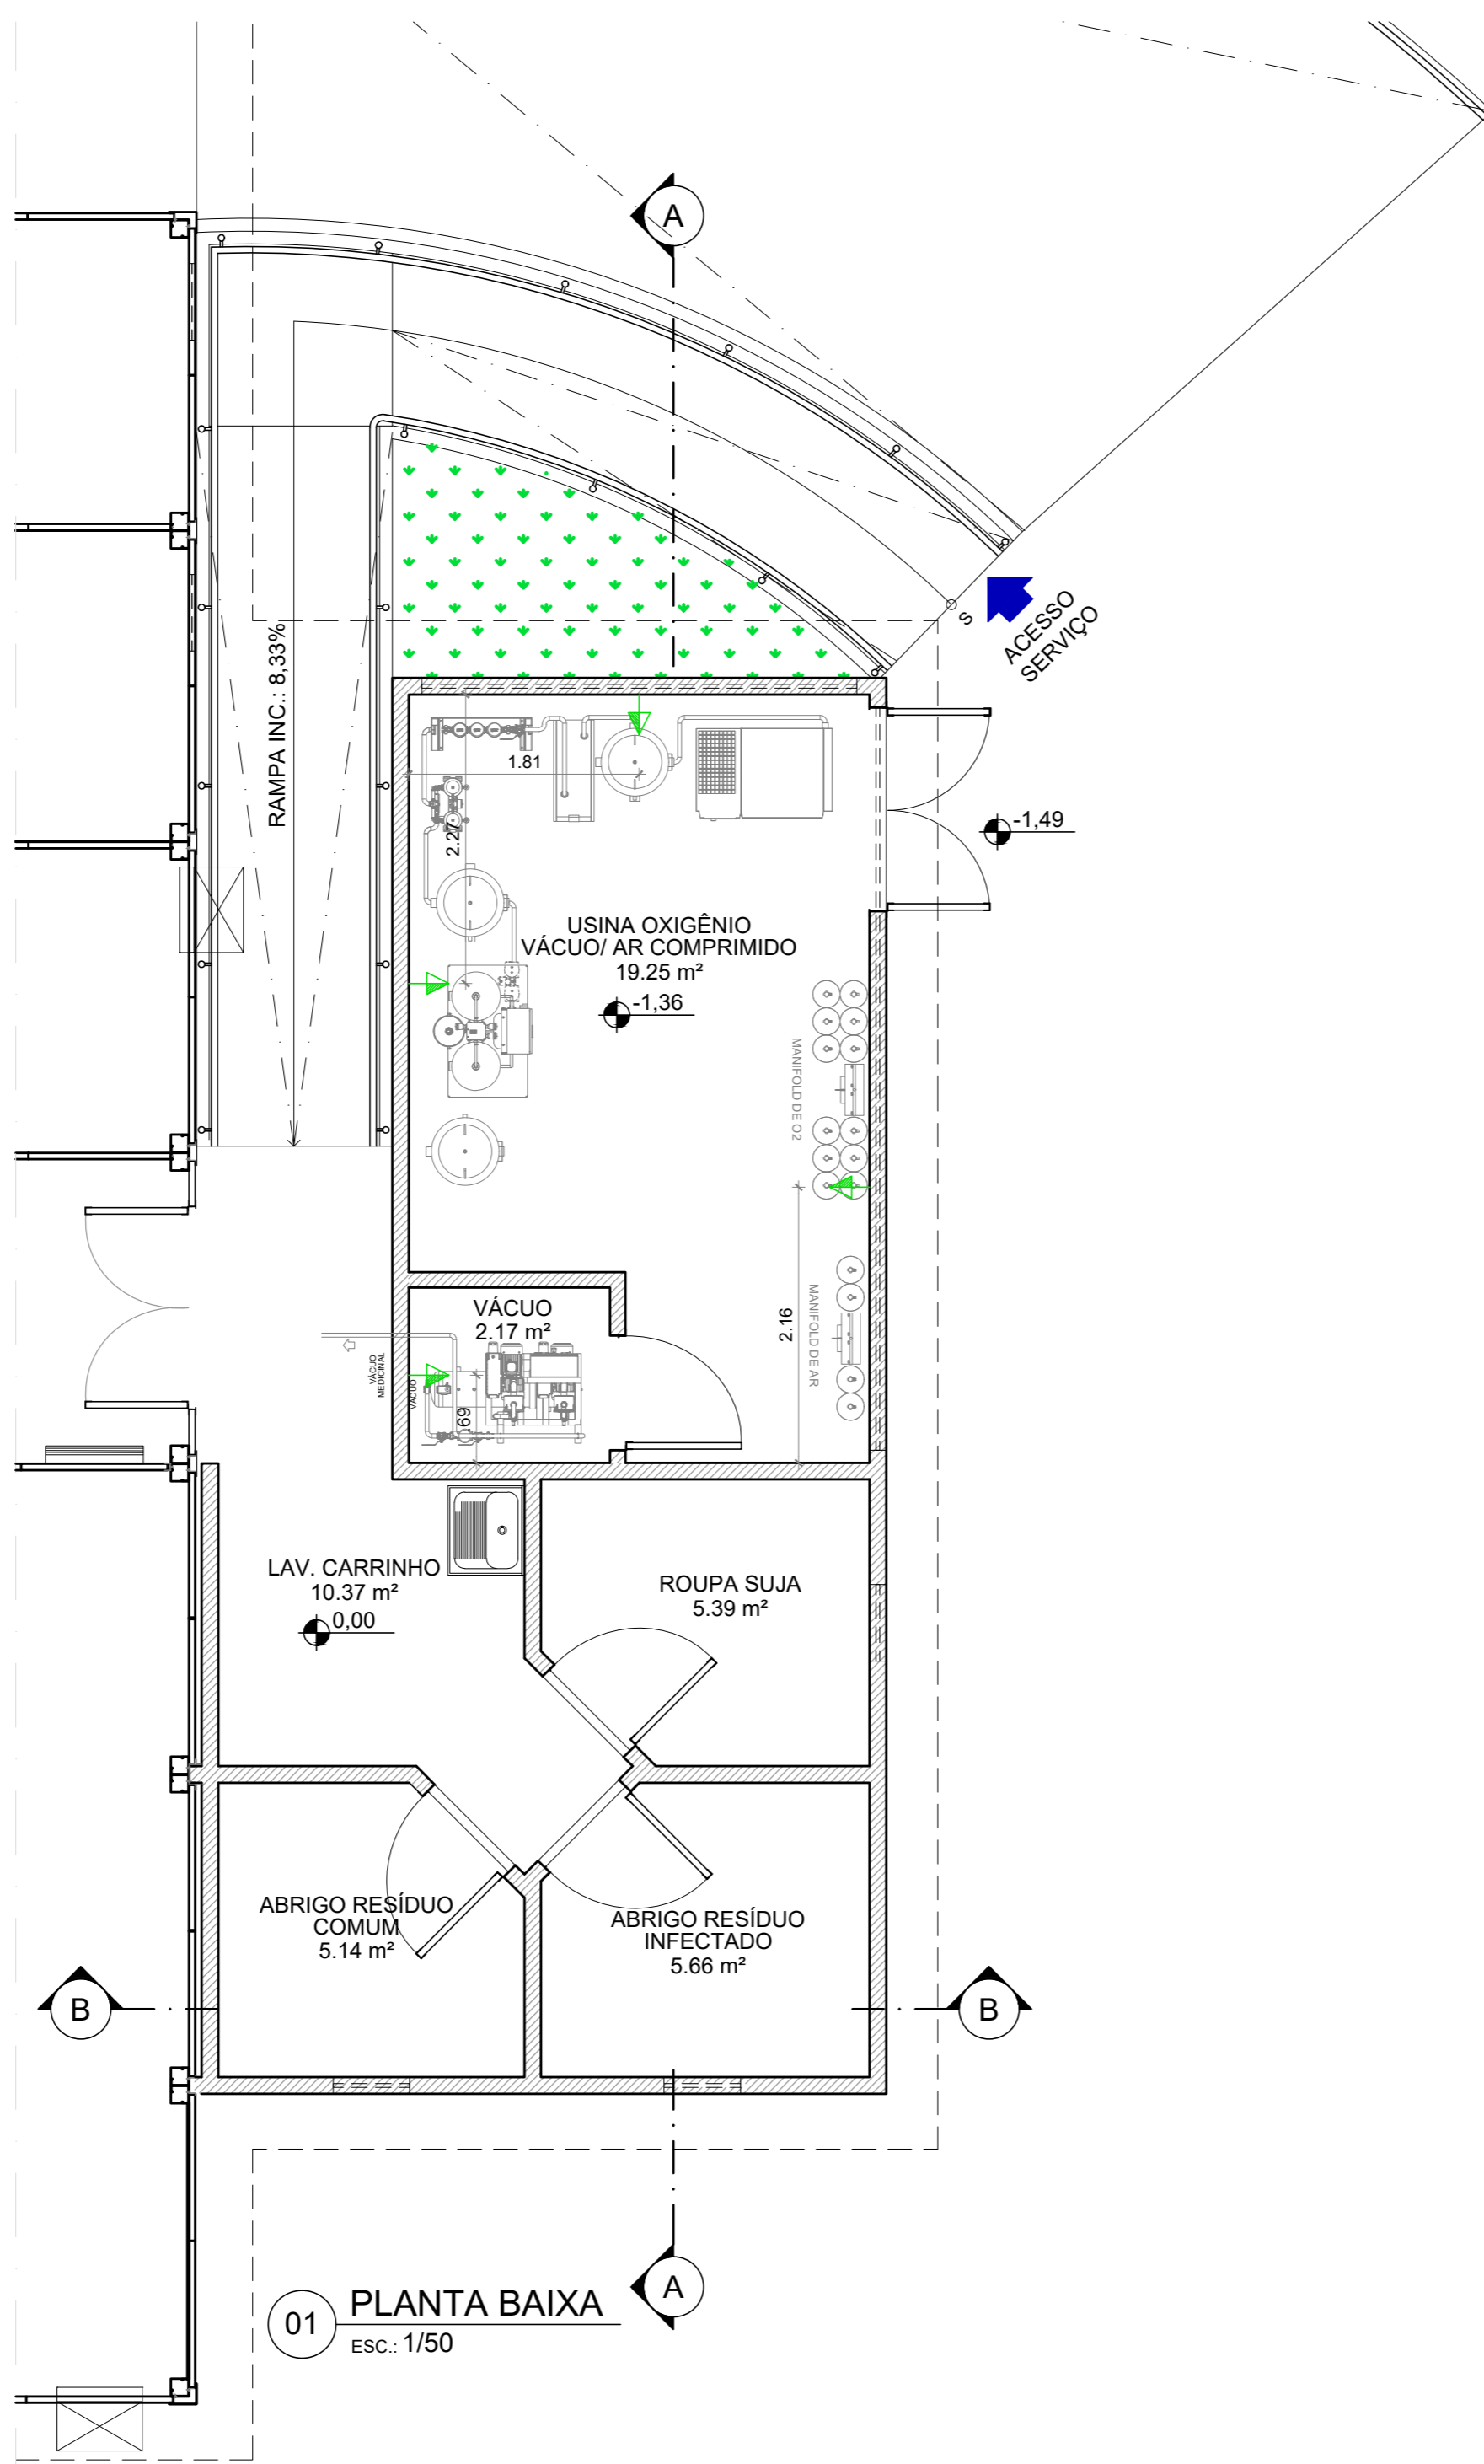 A
RAMPA INC.: 8,33%
S
ACESSO
SERVIÇO
1.81
2.27
-1,49
USINA OXIGÊNIO
VÁCUO/ AR COMPRIMIDO
19.25 m²
-1,36
MANIFOLD DE O2
2.16
MANIFOLD DE AR
VÁCUO
2.17 m²
VÁCUO
MEDICINAL
VÁCUO
.69
LAV. CARRINHO
10.37 m²
0,00
ROUPA SUJA
5.39 m²
ABRIGO RESÍDUO
COMUM
5.14 m²
ABRIGO RESÍDUO
INFECTADO
5.66 m²
B
B
A
01
PLANTA BAIXA
ESC.: 1/50